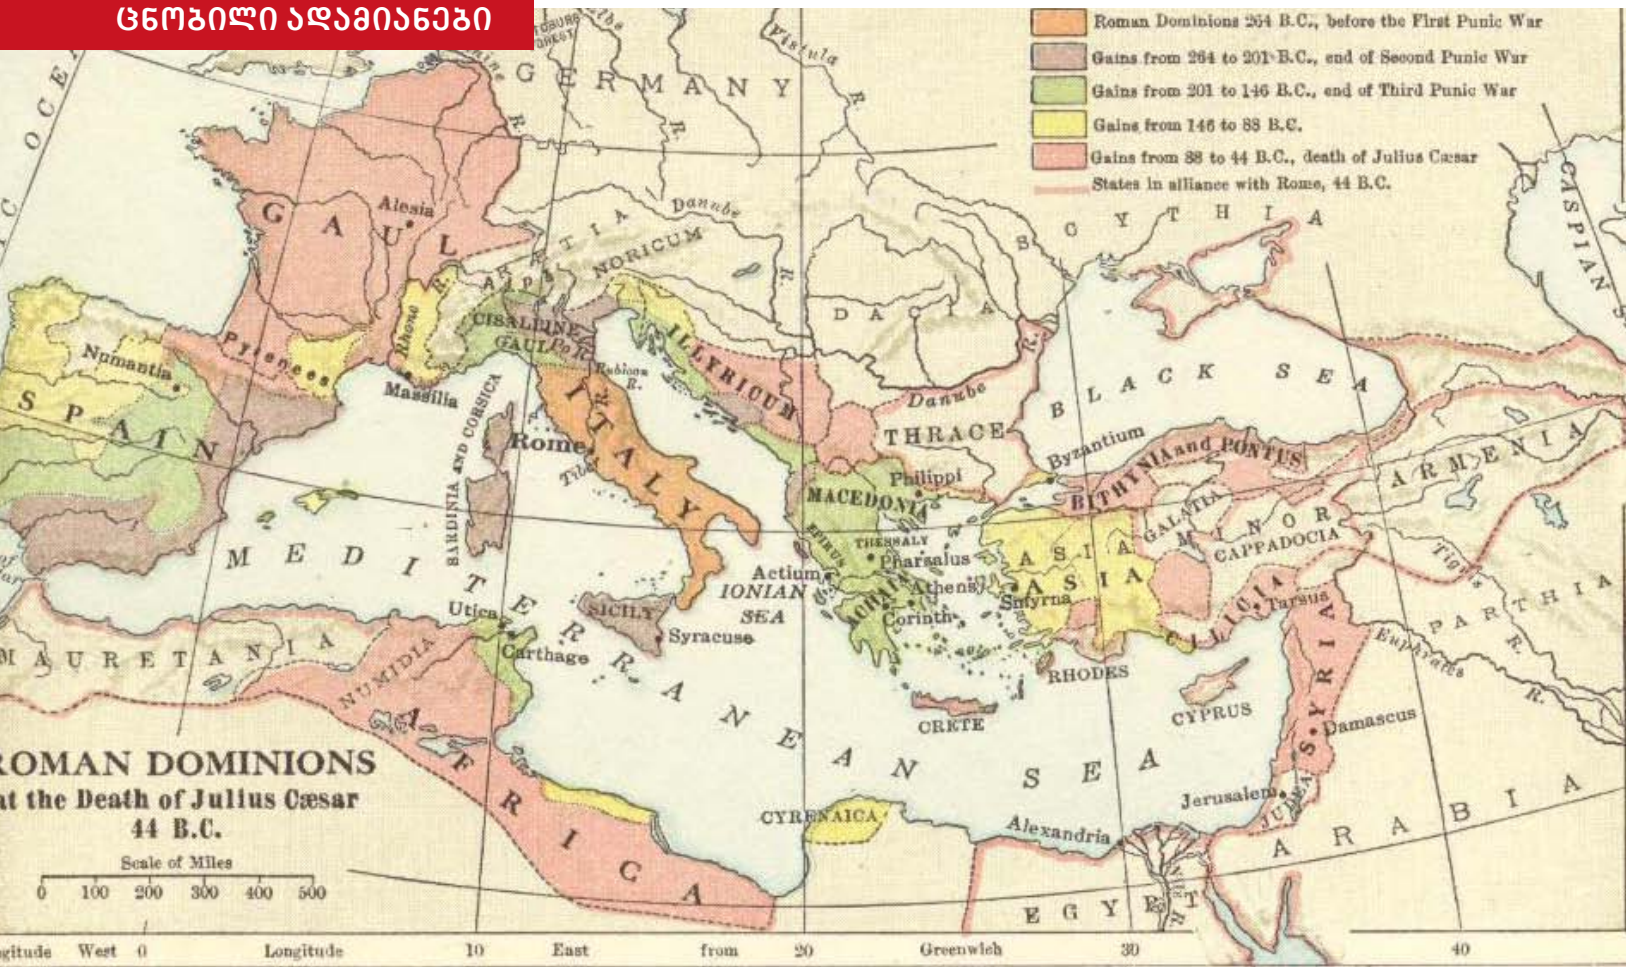 ცნობილი ადამიანები
Roman Dominions 264 B.C., before the First Punic War
Gains from 264 to 201 B.C., end of Second Punic War
Gains from 201 to 146 B.C., end of Third Punic War
Gains from 146 to 88 B.C.
Gains from 88 to 44 B.C., death of Julius Cæsar
States in alliance with Rome, 44 B.C.
GERMANY
Vistula
R.
R.
R.
CASPIAN
SCYTHIA
GAUL
Alesia
RÆTIA
Danube
R.
NORICUM
Alps
DACIA
Rhone
R.
CISALPINE
GAUL
Po R.
Rubicon
R.
ILLYRICUM
R.
Danube
BLACK SEA
Pyrenees
Numantia
Massilia
SPAIN
SARDINIA AND CORSICA
ITALY
Rome
R.
THRACE
Byzantium
Philippi
MACEDONIA
BITHYNIA and PONTUS
ARMENIA
GALATIA
MINOR
CAPPADOCIA
EPIRUS
THESSALY
Pharsalus
ASIA
ASIA
Tigris
R.
PARTHIA
MEDITERRANEAN SEA
Actium
IONIAN
SEA
ACHAIA
Athens
Corinth
Smyrna
CILICIA
Tarsus
Utica
SICILY
Syracuse
Carthage
MAURETANIA
NUMIDIA
AFRICA
RHODES
CRETE
CYPRUS
SYRIA
Euphrates
R.
Damascus
Jerusalem
JUDEA
ARABIA
CYRENAICA
Alexandria
EGYPT
NILE R.
ROMAN DOMINIONS
at the Death of Julius Cæsar
44 B.C.
Scale of Miles
0 100 200 300 400 500
West 0 Longitude 10 East from 20 Greenwich 30 40